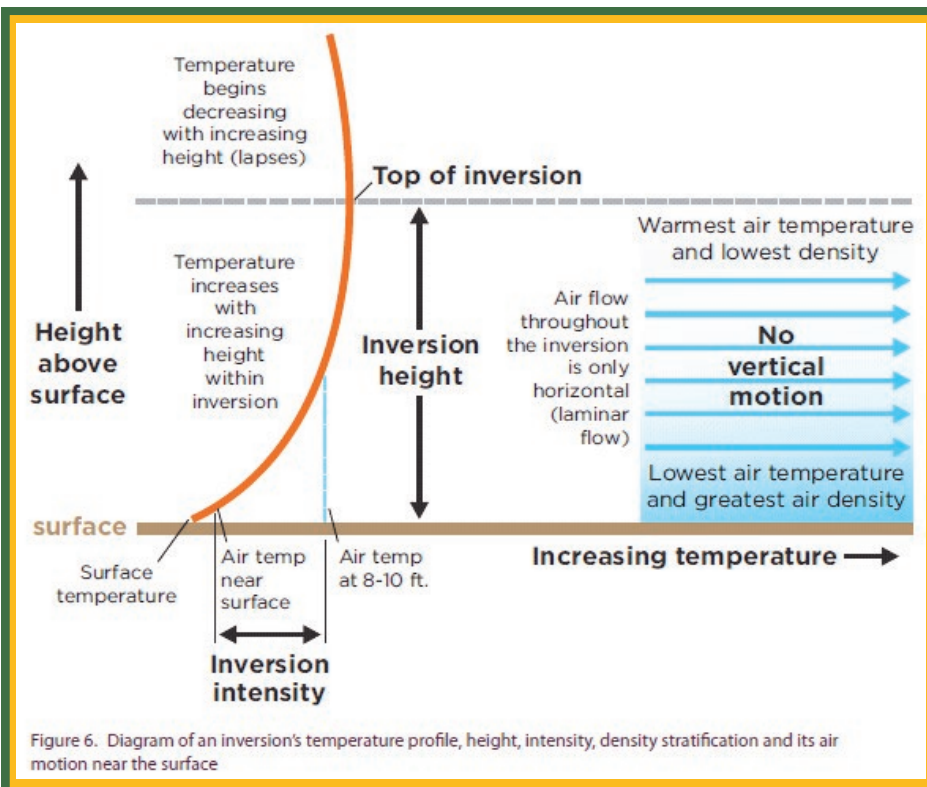 Temperature
begins
decreasing
with increasing
height (lapses)
Top of inversion
Warmest air temperature
and lowest density
Temperature
increases
with
increasing
height
within
inversion
Height
above
surface
Inversion
height
Air flow
throughout
the inversion
is only
horizontal
(laminar
flow)
No
vertical
motion
Lowest air temperature
and greatest air density
surface
Surface
temperature
Air temp
near
surface
Air temp
at 8-10 ft.
Increasing temperature
Inversion
intensity
Figure 6. Diagram of an inversion's temperature profile, height, intensity, density stratification and its air
motion near the surface